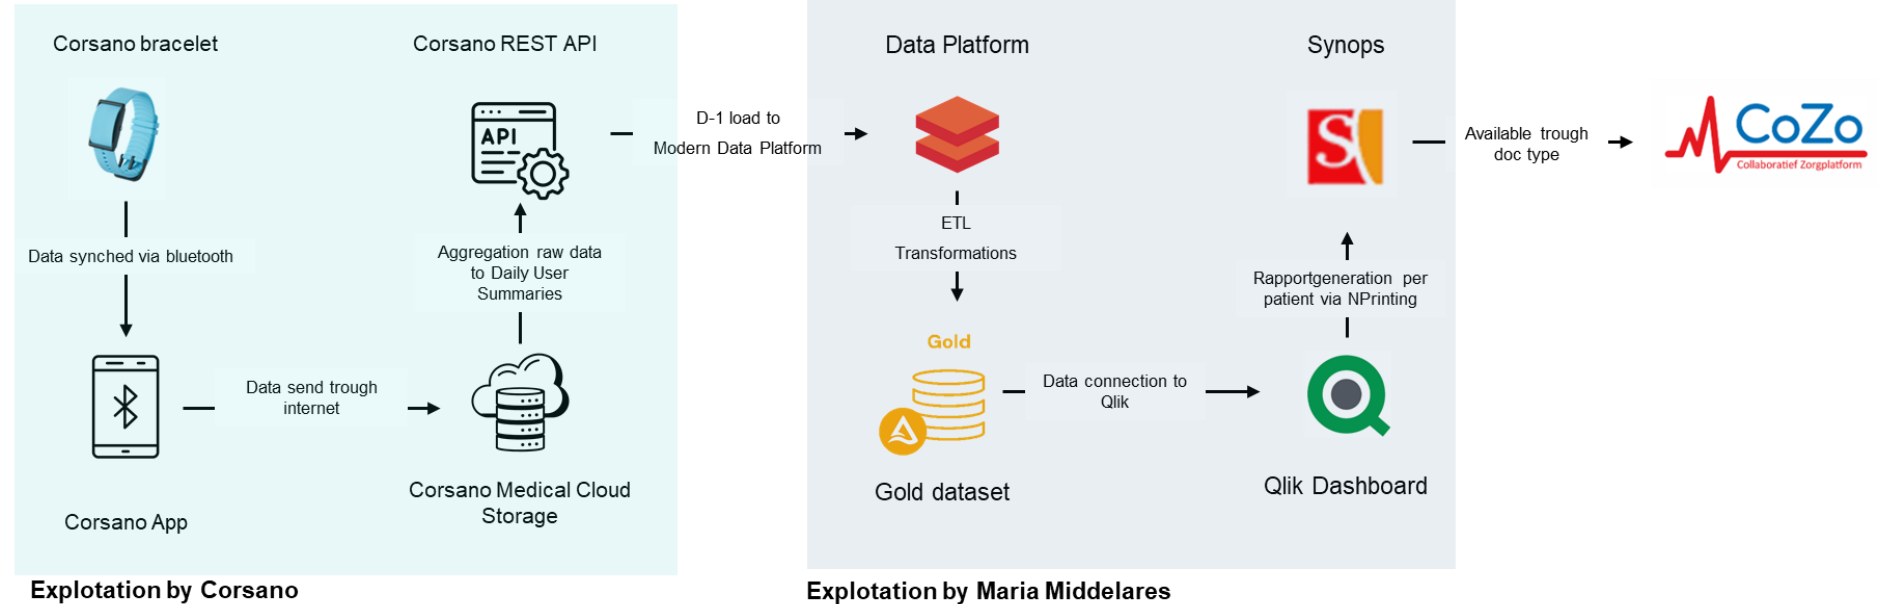 Corsano bracelet
Data synched via bluetooth
Corsano App
Data send trough
internet
Corsano Medical Cloud
Storage
Aggregation raw data
to Daily User
Summaries
Corsano REST API
API
Explotation by Corsano
D-1 load to
Modern Data Platform
Data Platform
ETL
Transformations
Gold
Gold dataset
Data connection to
Qlik
Qlik Dashboard
Rapportgeneration per
patient via NPrinting
Synops
S
Explotation by Maria Middelares
Available trough
doc type
CoZo
Collaboratief Zorgplatform